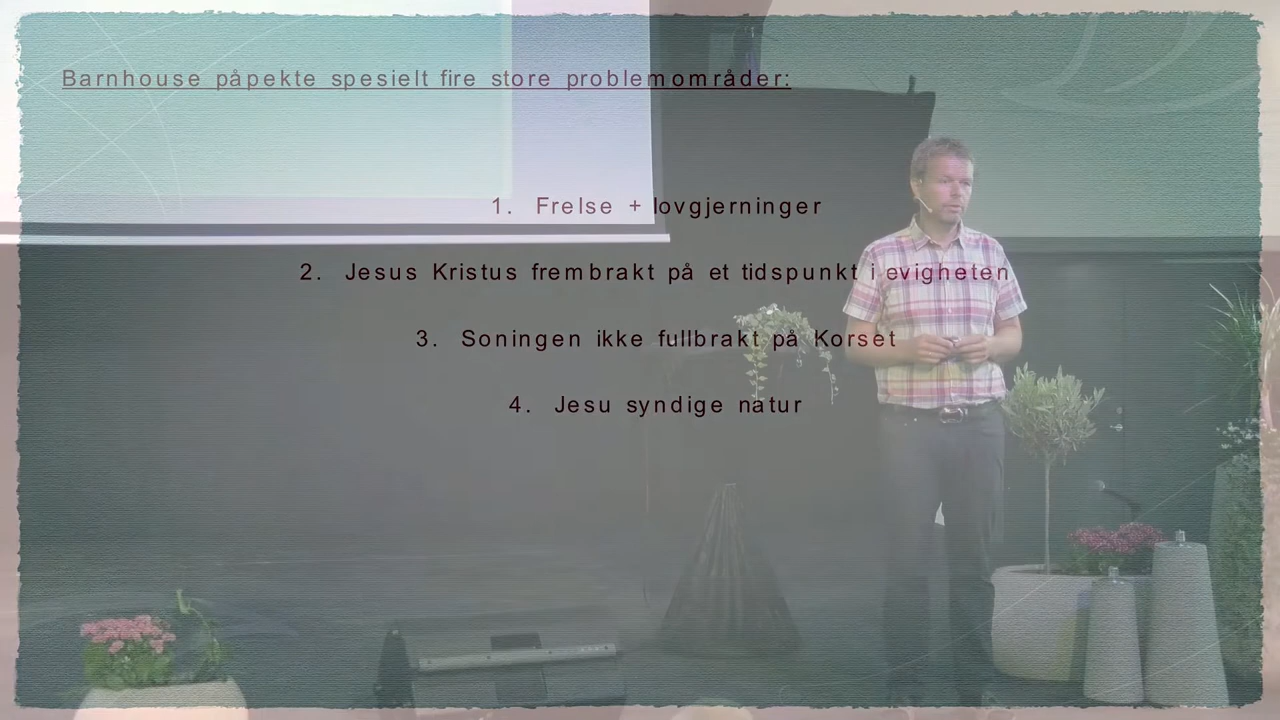 Barnhouse påpekte spesielt fire store problemområder:
1. Frelse + lovgjerninger
2. Jesus Kristus frembrakt på et tidspunkt i evigheten
3. Soningen ikke fullbrakt på Korset
4. Jesu syndige natur